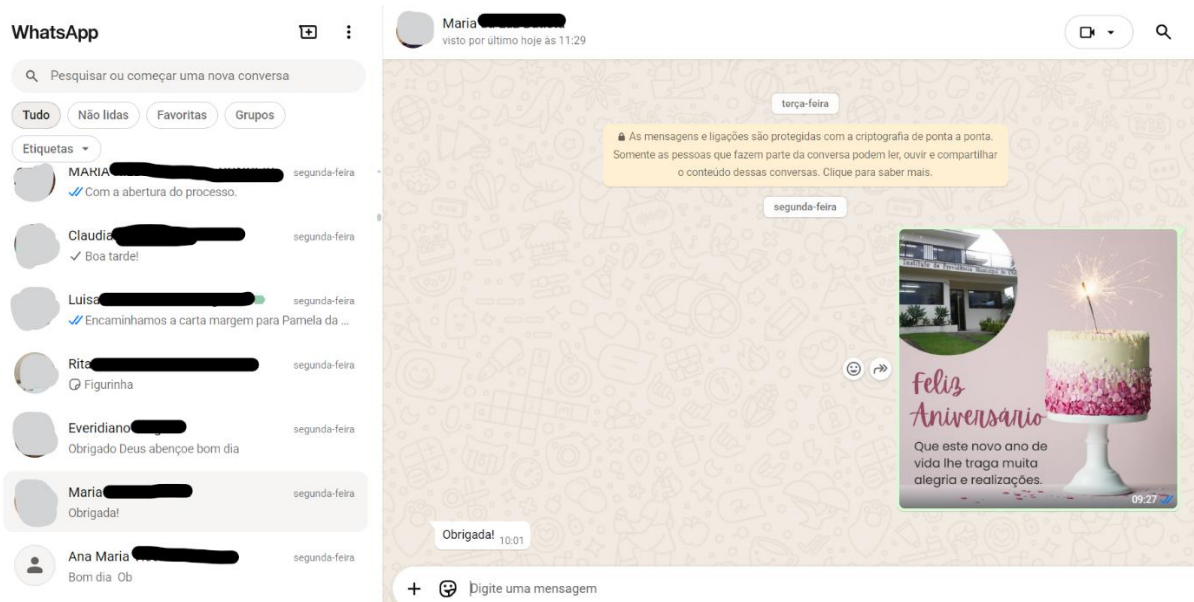 WhatsApp
Pesquisar ou começar uma nova conversa
Tudo
Não lidas
Favoritas
Grupos
Etiquetas
MARIA
segunda-feira
Com a abertura do processo.
Claudia
segunda-feira
Boa tarde!
Luisa
segunda-feira
Encaminhamos a carta margem para Pamela da ...
Rita
segunda-feira
Figurinha
Everidiano
segunda-feira
Obrigado Deus abençoe bom dia
Maria
segunda-feira
Obrigada!
Ana Maria
segunda-feira
Bom dia Ob
Maria
visto por último hoje às 11:29
terça-feira
As mensagens e ligações são protegidas com a criptografia de ponta a ponta.
Somente as pessoas que fazem parte da conversa podem ler, ouvir e compartilhar
o conteúdo dessas conversas. Clique para saber mais.
segunda-feira
Instituto de Previdência Municipal de
Feliz
Aniversário
Que este novo ano de
vida lhe traga muita
alegria e realizações.
09:27
Obrigada! 10:01
Digite uma mensagem